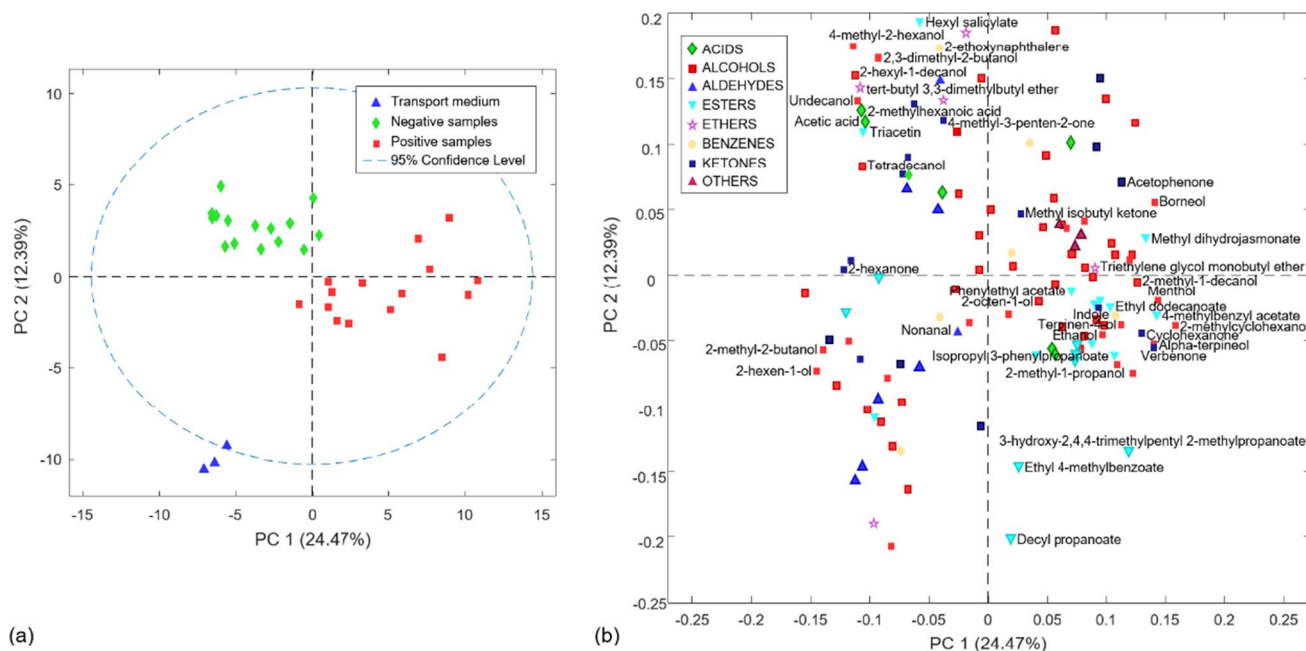 10
5
0
-5
-10
-15
-10
-5
0
5
10
15
PC 2 (12.39%)
PC 1 (24.47%)
Transport medium
Negative samples
Positive samples
95% Confidence Level
(a)
0.2
0.15
0.1
0.05
0
-0.05
-0.1
-0.15
-0.2
-0.25
-0.25
-0.2
-0.15
-0.1
-0.05
0
0.05
0.1
0.15
0.2
0.25
PC 2 (12.39%)
PC 1 (24.47%)
ACIDS
ALCOHOLS
ALDEHYDES
ESTERS
ETHERS
BENZENES
KETONES
OTHERS
Hexyl salicylate
4-methyl-2-hexanol
2-ethoxynaphthalene
2,3-dimethyl-2-butanol
2-hexyl-1-decanol
tert-butyl 3,3-dimethylbutyl ether
Undecanol
2-methylhexanoic acid
Acetic acid
4-methyl-3-penten-2-one
Triacetin
Tetradecanol
Acetophenone
Borneol
Methyl isobutyl ketone
Methyl dihydrojasmonate
2-hexanone
Triethylene glycol monobutyl ether
2-methyl-1-decanol
Phenylethyl acetate
Menthol
2-octen-1-ol
Ethyl dodecanoate
Indole
4-methylbenzyl acetate
Terpinen-4-ol
2-methylcyclohexano
Nonanal
Ethanol
Cyclohexanone
Alpha-terpineol
2-methyl-2-butanol
Isopropyl 3-phenylpropanoate
Verbenone
2-hexen-1-ol
2-methyl-1-propanol
3-hydroxy-2,4,4-trimethylpentyl 2-methylpropanoate
Ethyl 4-methylbenzoate
Decyl propanoate
(b)